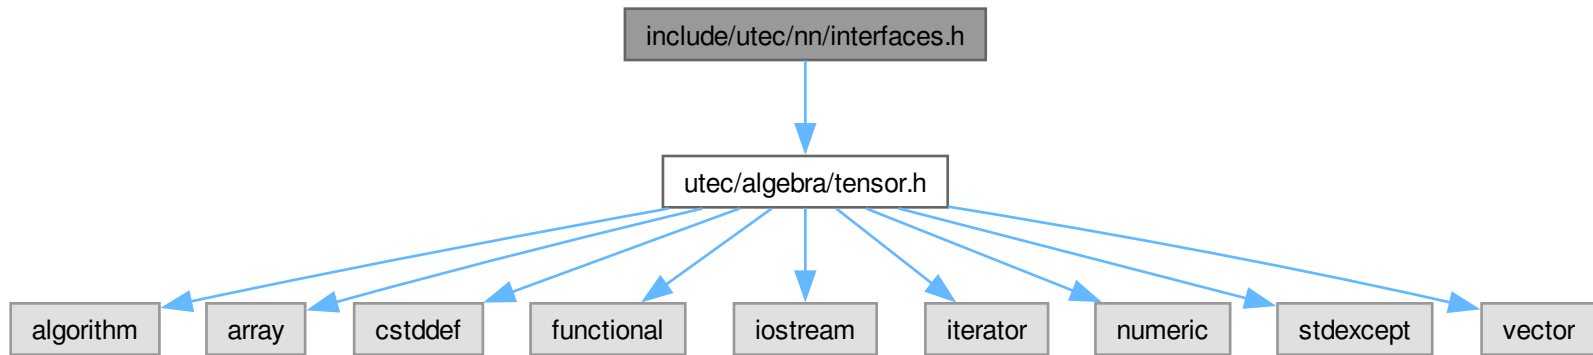 include/utec/nn/interfaces.h
utec/algebra/tensor.h
algorithm
array
cstddef
functional
iostream
iterator
numeric
stdexcept
vector